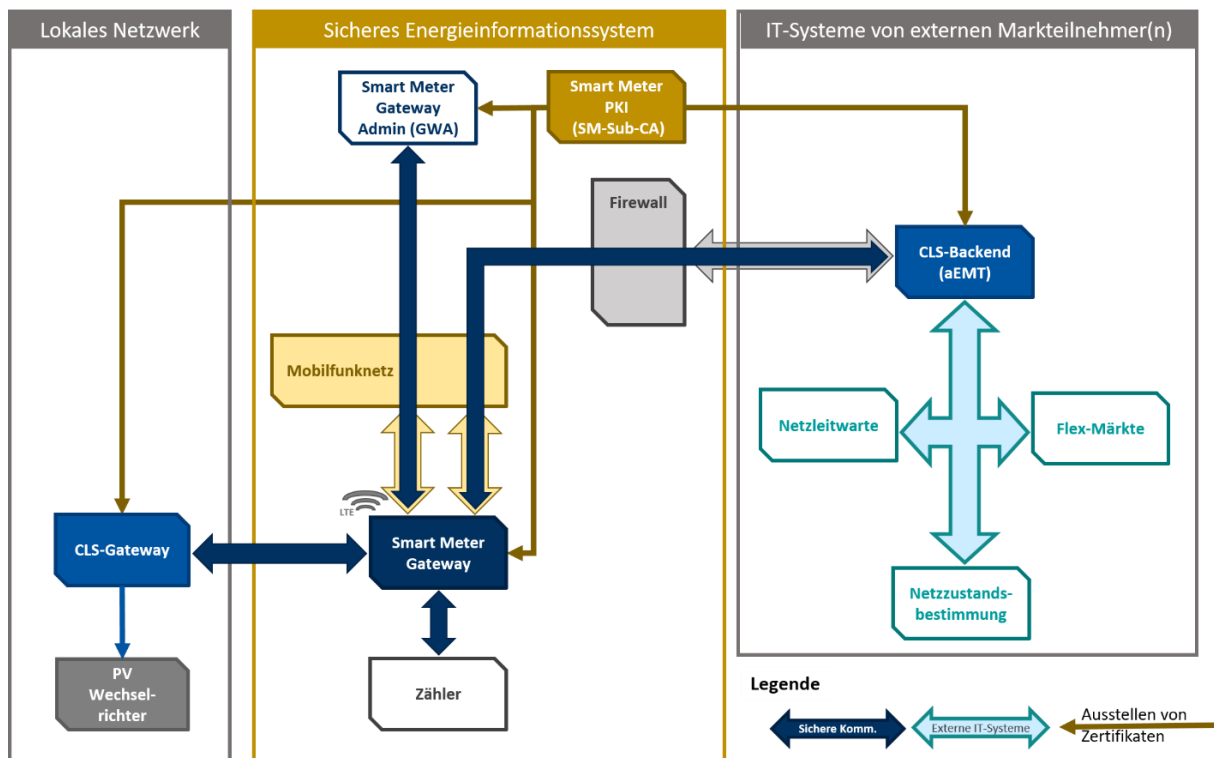 Lokales Netzwerk
Sicheres Energieinformationssystem
IT-Systeme von externen Markteilnehmer(n)
Smart Meter
Gateway
Admin (GWA)
Smart Meter
PKI
(SM-Sub-CA)
Firewall
CLS-Backend
(aEMT)
Mobilfunknetz
Netzleitwarte
Flex-Märkte
LTE
CLS-Gateway
Smart Meter
Gateway
Netzzustands-
bestimmung
PV
Wechsel-
richter
Zähler
Legende
Sichere Komm.
Externe IT-Systeme
Ausstellen von
Zertifikaten